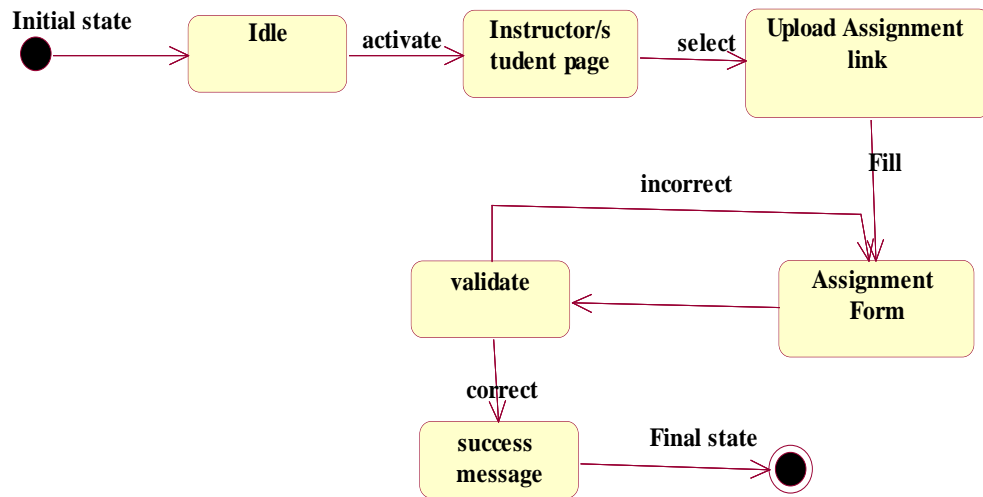 Initial state
Idle
activate
Instructor/s
tudent page
select
Upload Assignment
link
Fill
incorrect
validate
Assignment
Form
correct
success
message
Final state